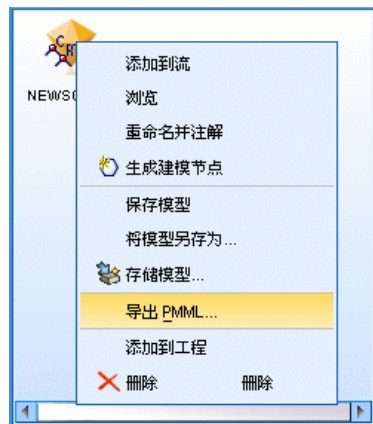 C&R
NEWS
添加到流
浏览
重命名并注解
生成建模节点
保存模型
将模型另存为...
存储模型...
导出 PMML...
添加到工程
删除 删除